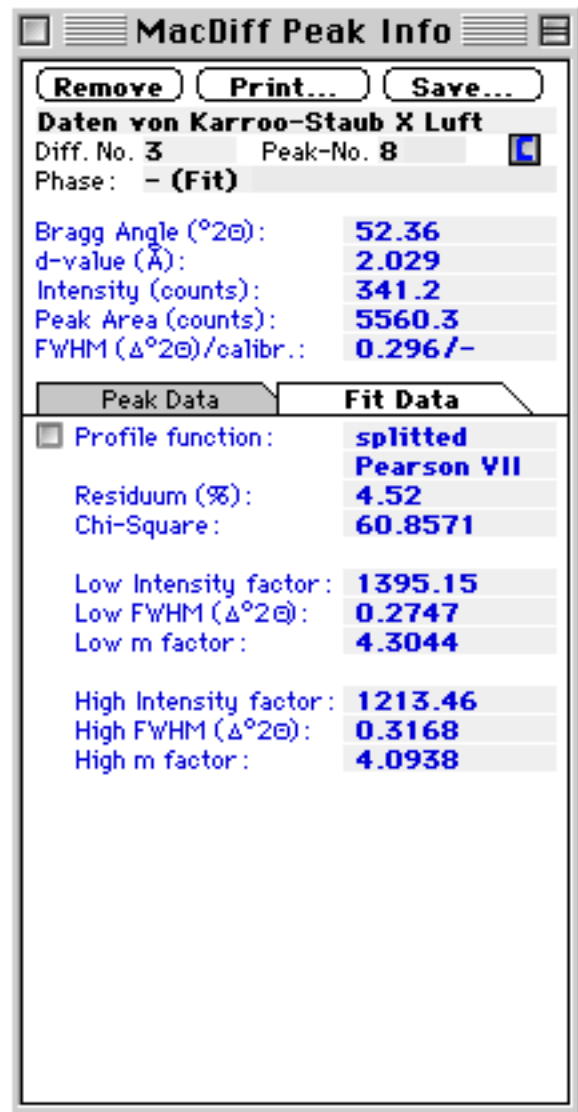 MacDiff Peak Info
Remove Print... Save...
Daten von Karroo-Staub X Luft
Diff. No. 3 Peak-No. 8 C
Phase: - (Fit)
Bragg Angle (°2Θ): 52.36
d-value (Å): 2.029
Intensity (counts): 341.2
Peak Area (counts): 5560.3
FWHM (Δ°2Θ)/calibr.: 0.296/-
Peak Data Fit Data
Profile function: splitted
Pearson VII
Residuum (%): 4.52
Chi-Square: 60.8571
Low Intensity factor: 1395.15
Low FWHM (Δ°2Θ): 0.2747
Low m factor: 4.3044
High Intensity factor: 1213.46
High FWHM (Δ°2Θ): 0.3168
High m factor: 4.0938